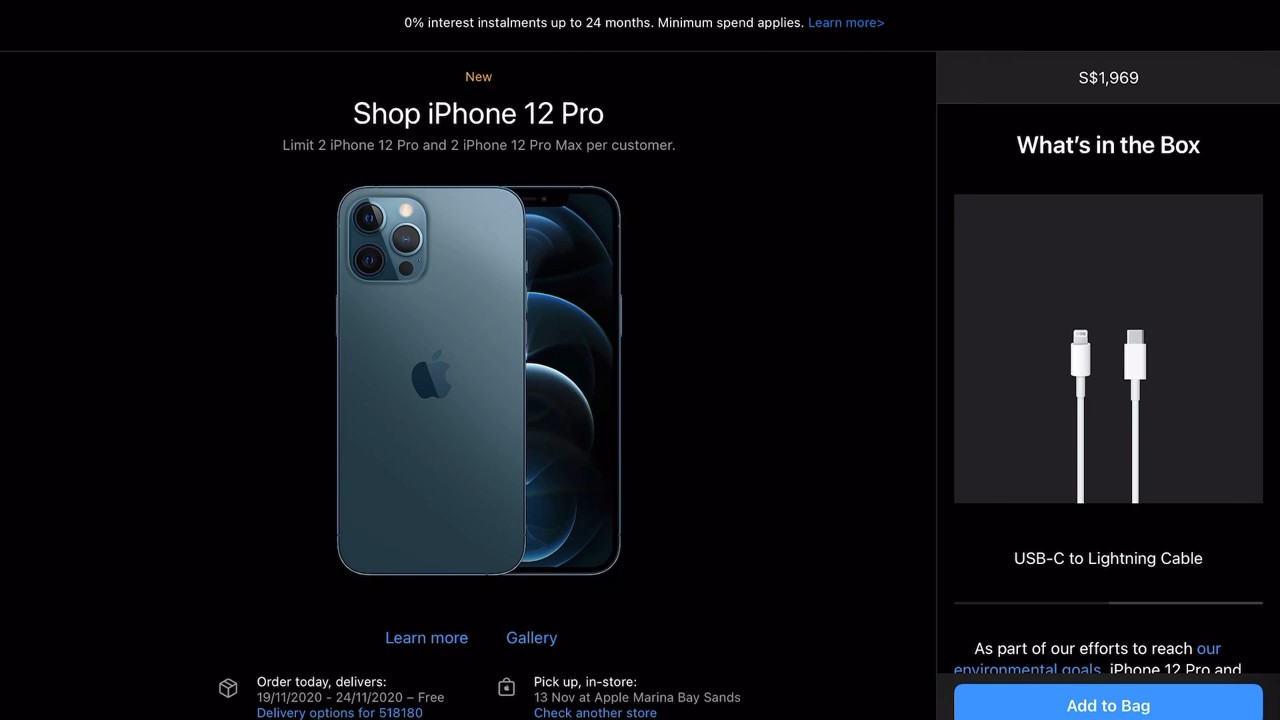 0% interest instalments up to 24 months. Minimum spend applies. Learn more>
New
Shop iPhone 12 Pro
Limit 2 iPhone 12 Pro and 2 iPhone 12 Pro Max per customer.
Learn more
Gallery
Order today, delivers:
19/11/2020 - 24/11/2020 – Free
Delivery options for 518180
Pick up, in-store:
13 Nov at Apple Marina Bay Sands
Check another store
S$1,969
What’s in the Box
USB-C to Lightning Cable
As part of our efforts to reach our
environmental goals, iPhone 12 Pro and
Add to Bag